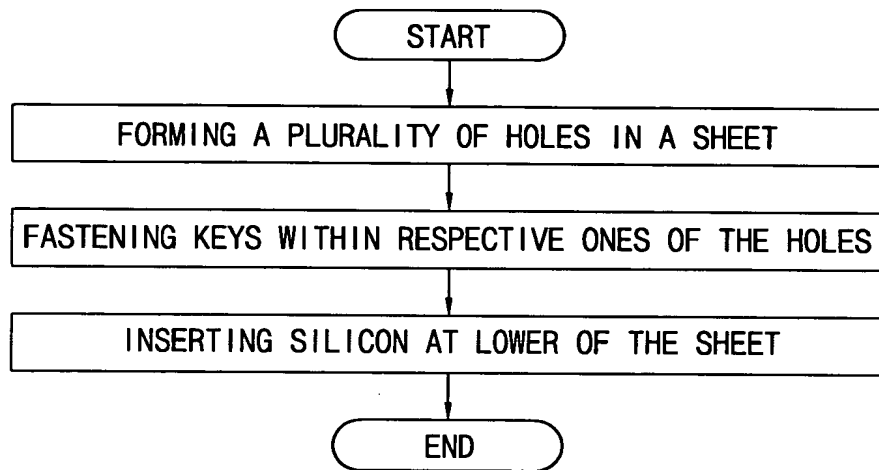 START
FORMING A PLURALITY OF HOLES IN A SHEET
FASTENING KEYS WITHIN RESPECTIVE ONES OF THE HOLES
INSERTING SILICON AT LOWER OF THE SHEET
END